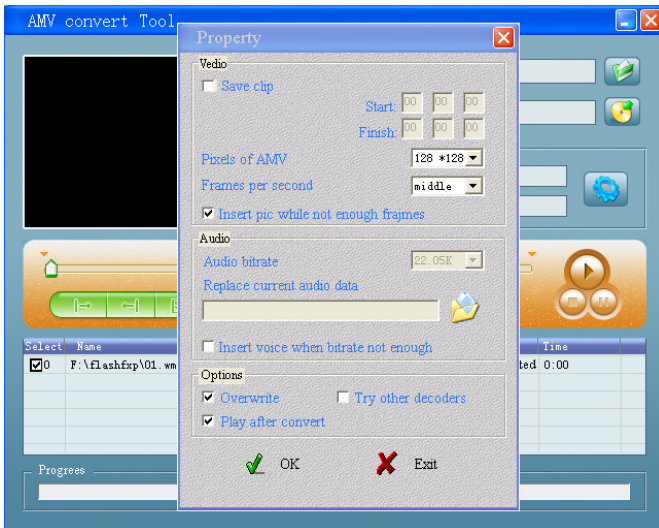 AMV convert Tool
Property
Vedio
Save clip
Start: 00 00 00
Finish: 00 00 00
Pixels of AMV 128 *128
Frames per second middle
Insert pic while not enough frajmes
Audio
Audio bitrate 22.05K
Replace current audio data
Insert voice when bitrate not enough
Select Name Time
0 F:\flashfxp\01.wm ted 0:00
Options
Overwrite Try other decoders
Play after convert
OK Exit
Progrees